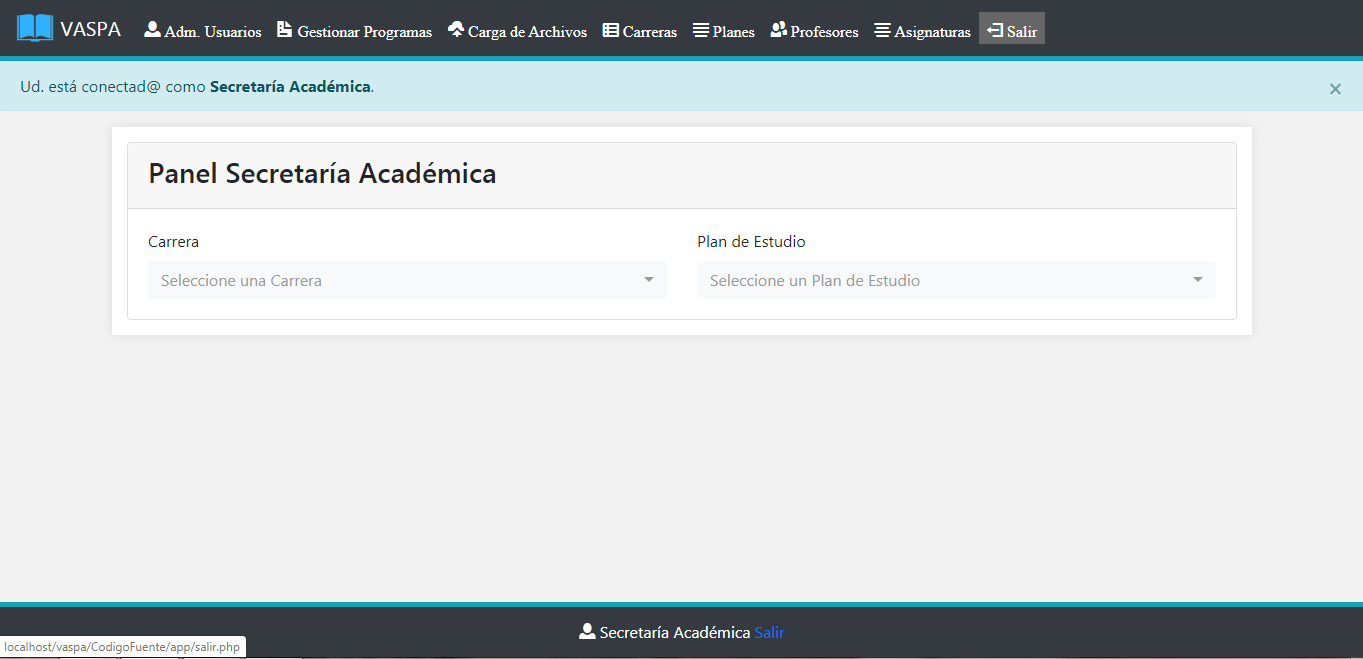 VASPA Adm. Usuarios Gestionar Programas Carga de Archivos Carreras Planes Profesores Asignaturas Salir
Ud. está conectad@ como Secretaría Académica. ×
Panel Secretaría Académica
Carrera Plan de Estudio
Seleccione una Carrera Seleccione un Plan de Estudio
Secretaría Académica Salir
localhost/vaspa/CodigoFuente/app/salir.php